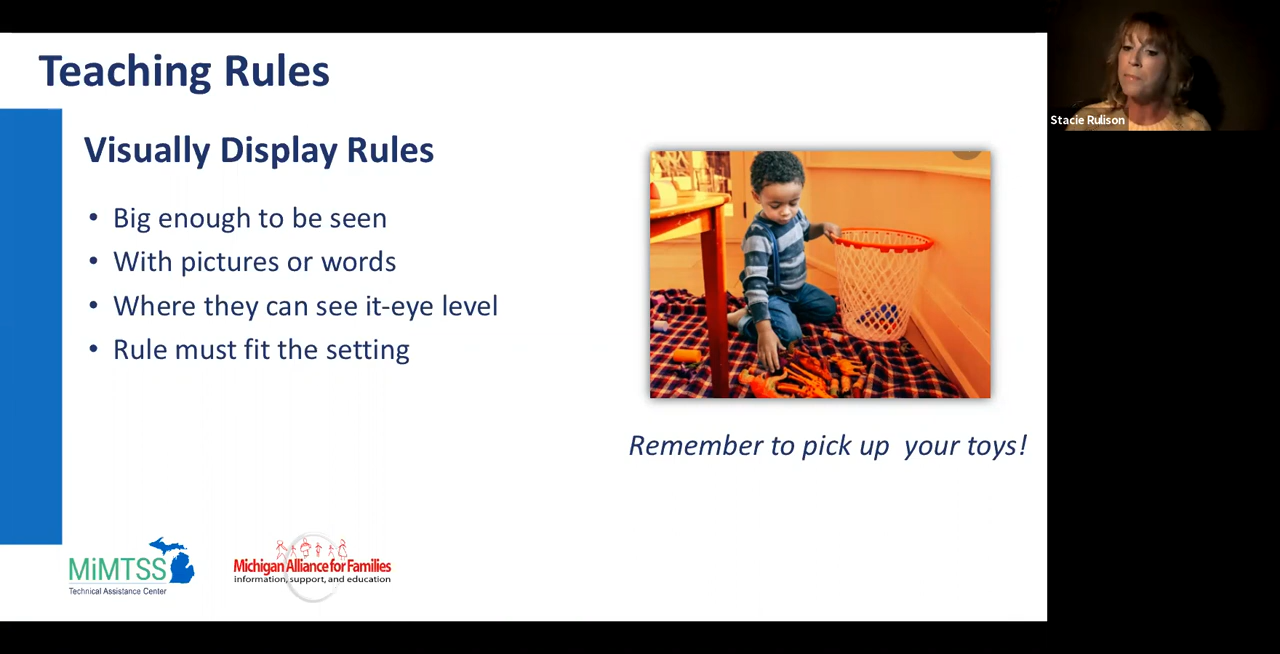 Teaching Rules
Visually Display Rules
• Big enough to be seen
• With pictures or words
• Where they can see it-eye level
• Rule must fit the setting
Remember to pick up  your toys!
MiMTSS
Technical Assistance Center
Michigan Alliance for Families
information, support, and education
Stacie Rulison